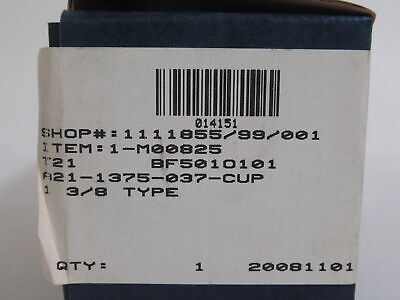 014151
SHOP#:1111855/99/001
ITEM:1-M00825
T21 BF5010101
A21-1375-037-CUP
1 3/8 TYPE
QTY: 1 20081101